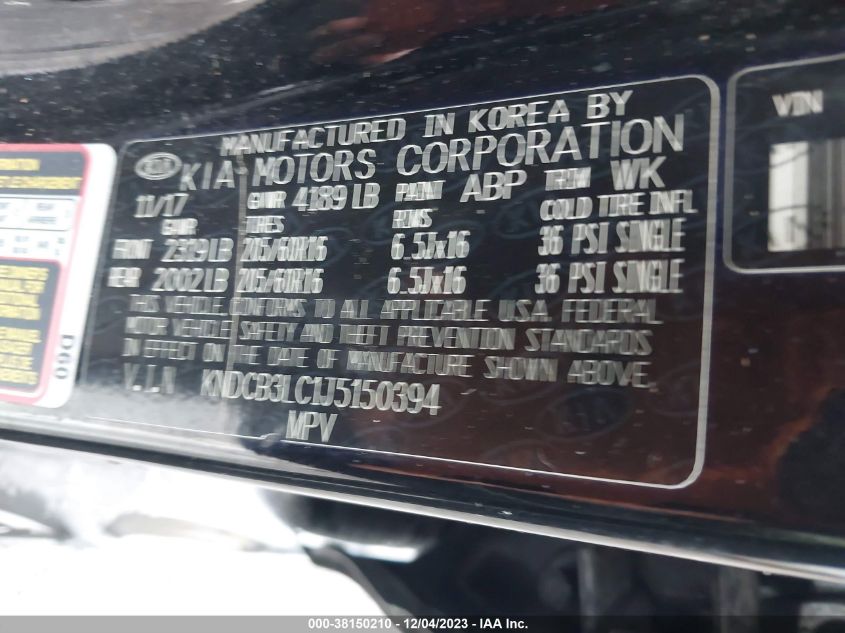 MANUFACTURED IN KOREA BY
KIA KIA MOTORS CORPORATION
11/17 GVWR 4189 LB PAINT ABP TRIM WK
GAWR TIRES RIMS COLD TIRE INFL
FRONT 2319 LB 205/60R16 6.5Jx16 36 PSI SINGLE
REAR 2002 LB 205/60R16 6.5Jx16 36 PSI SINGLE
THIS VEHICLE CONFORMS TO ALL APPLICABLE U.S.A. FEDERAL
MOTOR VEHICLE SAFETY AND THEFT PREVENTION STANDARDS
IN EFFECT ON THE DATE OF MANUFACTURE SHOWN ABOVE.
V.I.N KNDCB3LC1J5150394
MPV
VIN
D60
000-38150210 - 12/04/2023 - IAA Inc.